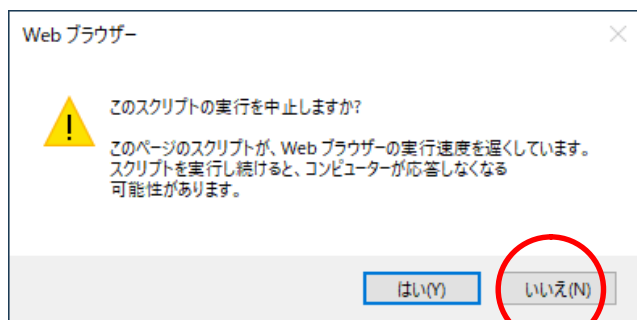 Web ブラウザー
このスクリプトの実行を中止しますか?
このページのスクリプトが、Web ブラウザーの実行速度を遅くしています。
スクリプトを実行し続けると、コンピューターが応答しなくなる
可能性があります。
はい(Y)
いいえ(N)